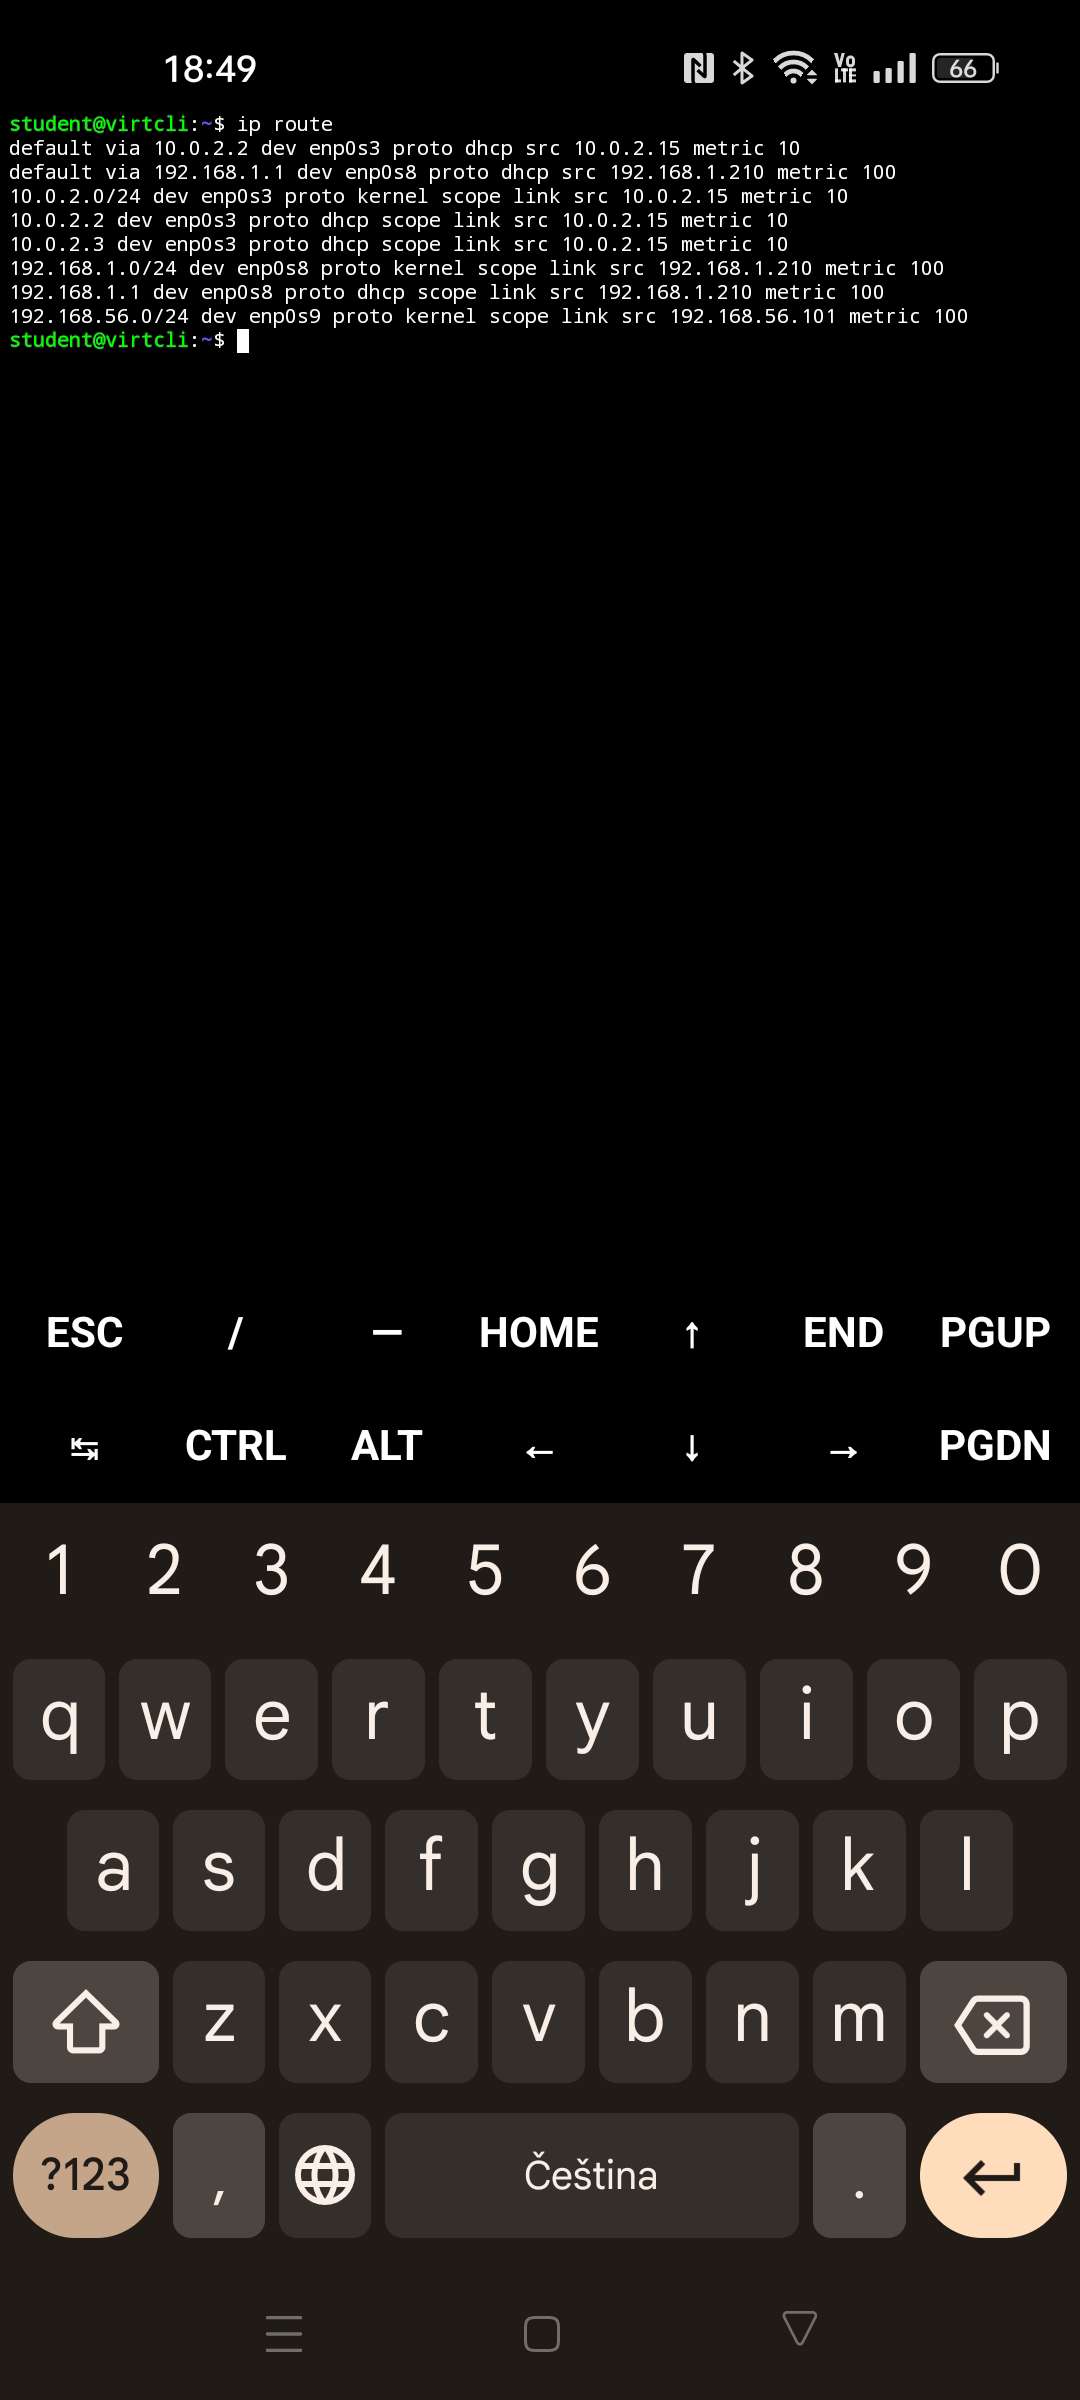 18:49
Vo
LTE
66
student@virtcli:~$ ip route
default via 10.0.2.2 dev enp0s3 proto dhcp src 10.0.2.15 metric 10
default via 192.168.1.1 dev enp0s8 proto dhcp src 192.168.1.210 metric 100
10.0.2.0/24 dev enp0s3 proto kernel scope link src 10.0.2.15 metric 10
10.0.2.2 dev enp0s3 proto dhcp scope link src 10.0.2.15 metric 10
10.0.2.3 dev enp0s3 proto dhcp scope link src 10.0.2.15 metric 10
192.168.1.0/24 dev enp0s8 proto kernel scope link src 192.168.1.210 metric 100
192.168.1.1 dev enp0s8 proto dhcp scope link src 192.168.1.210 metric 100
192.168.56.0/24 dev enp0s9 proto kernel scope link src 192.168.56.101 metric 100
student@virtcli:~$
ESC / — HOME ↑ END PGUP
↹ CTRL ALT ← ↓ → PGDN
1 2 3 4 5 6 7 8 9 0
q w e r t y u i o p
a s d f g h j k l
z x c v b n m
?123 , Čeština .